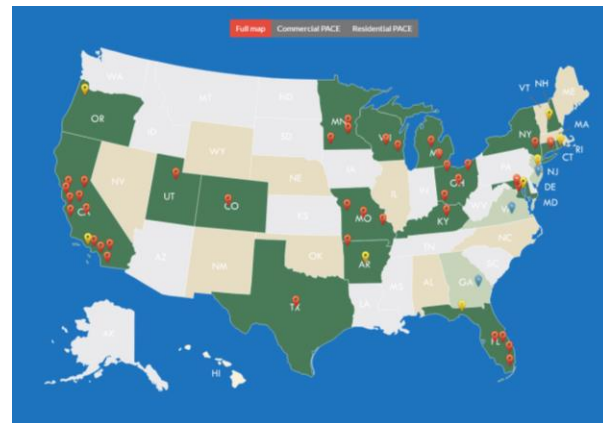 Full map Commercial PACE Residential PACE
WA
VT NH
ME
MT
ND
OR
MN
ID
SD
WI
NY
MA
WY
MI
RI
CT
IA
PA
NE
NJ
NV
OH
IL
IN
DE
UT
MD
CO
WV
CA
KS
MO
KY
NC
TN
OK
AZ
NM
AR
SC
MS
AL
GA
LA
TX
AK
FL
HI